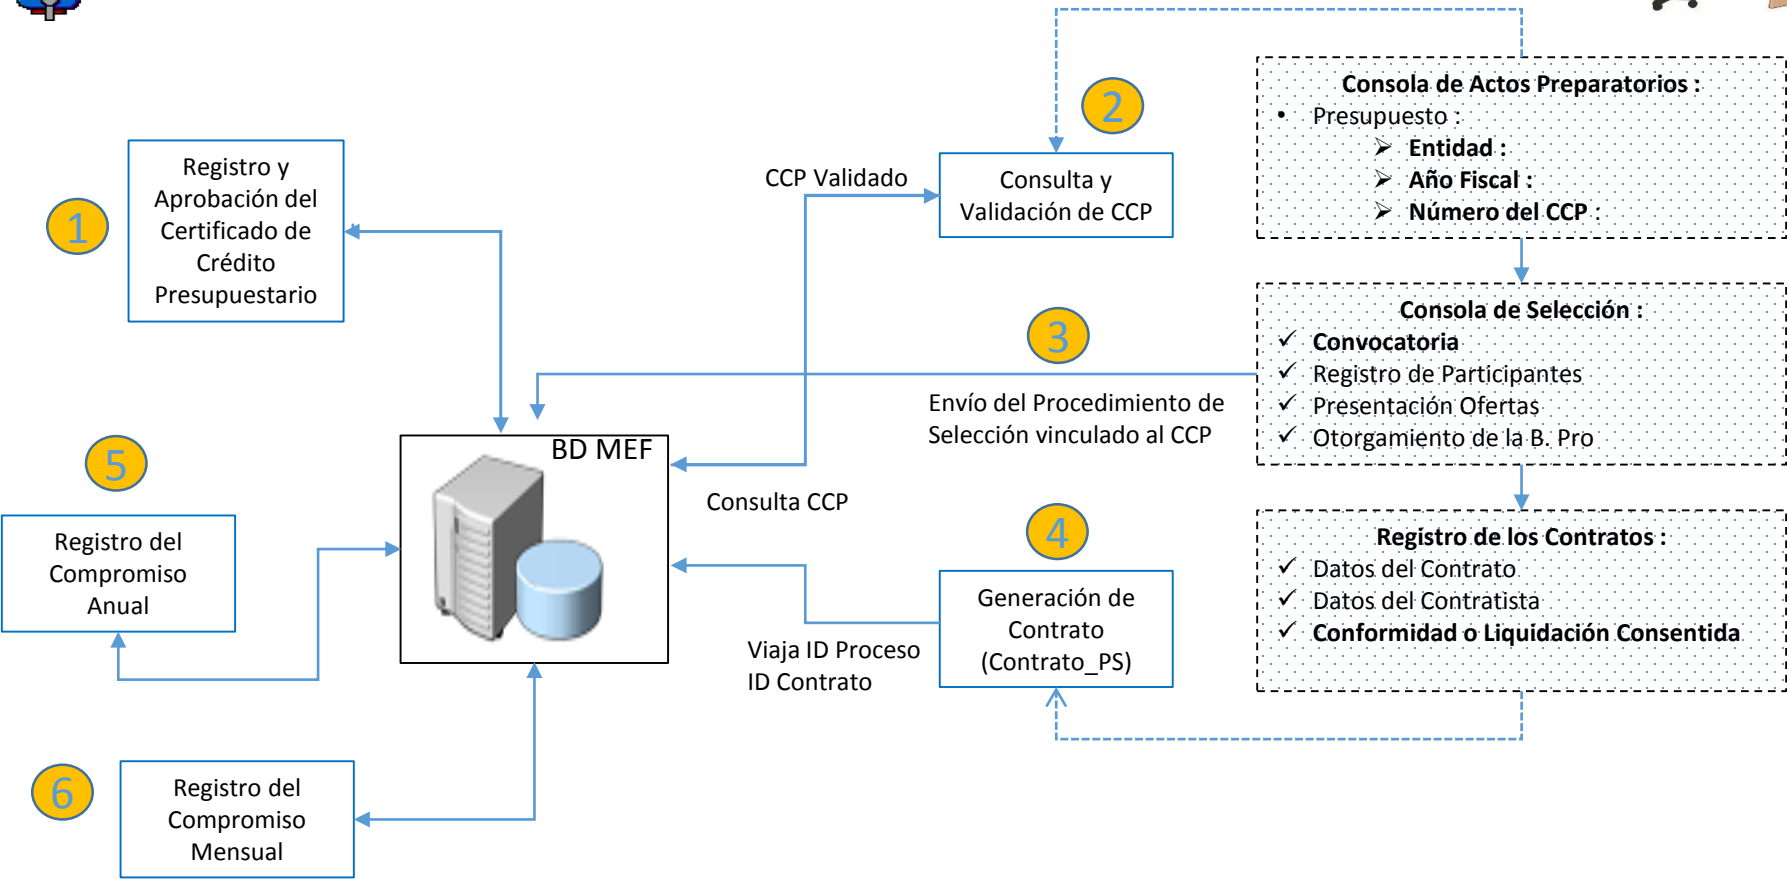 1
Registro y
Aprobación del
Certificado de
Crédito
Presupuestario
2
CCP Validado
Consulta y
Validación de CCP
Consola de Actos Preparatorios :
• Presupuesto :
➢ Entidad :
➢ Año Fiscal :
➢ Número del CCP :
3
Envío del Procedimiento de
Selección vinculado al CCP
Consola de Selección :
✓ Convocatoria
✓ Registro de Participantes
✓ Presentación Ofertas
✓ Otorgamiento de la B. Pro
BD MEF
Consulta CCP
5
Registro del
Compromiso
Anual
4
Generación de
Contrato
(Contrato_PS)
Viaja ID Proceso
ID Contrato
Registro de los Contratos :
✓ Datos del Contrato
✓ Datos del Contratista
✓ Conformidad o Liquidación Consentida
6
Registro del
Compromiso
Mensual